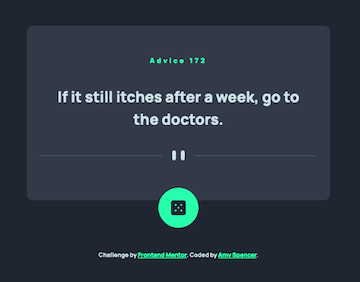 Advice 172
If it still itches after a week, go to
the doctors.
Challenge by Frontend Mentor. Coded by Amy Spencer.